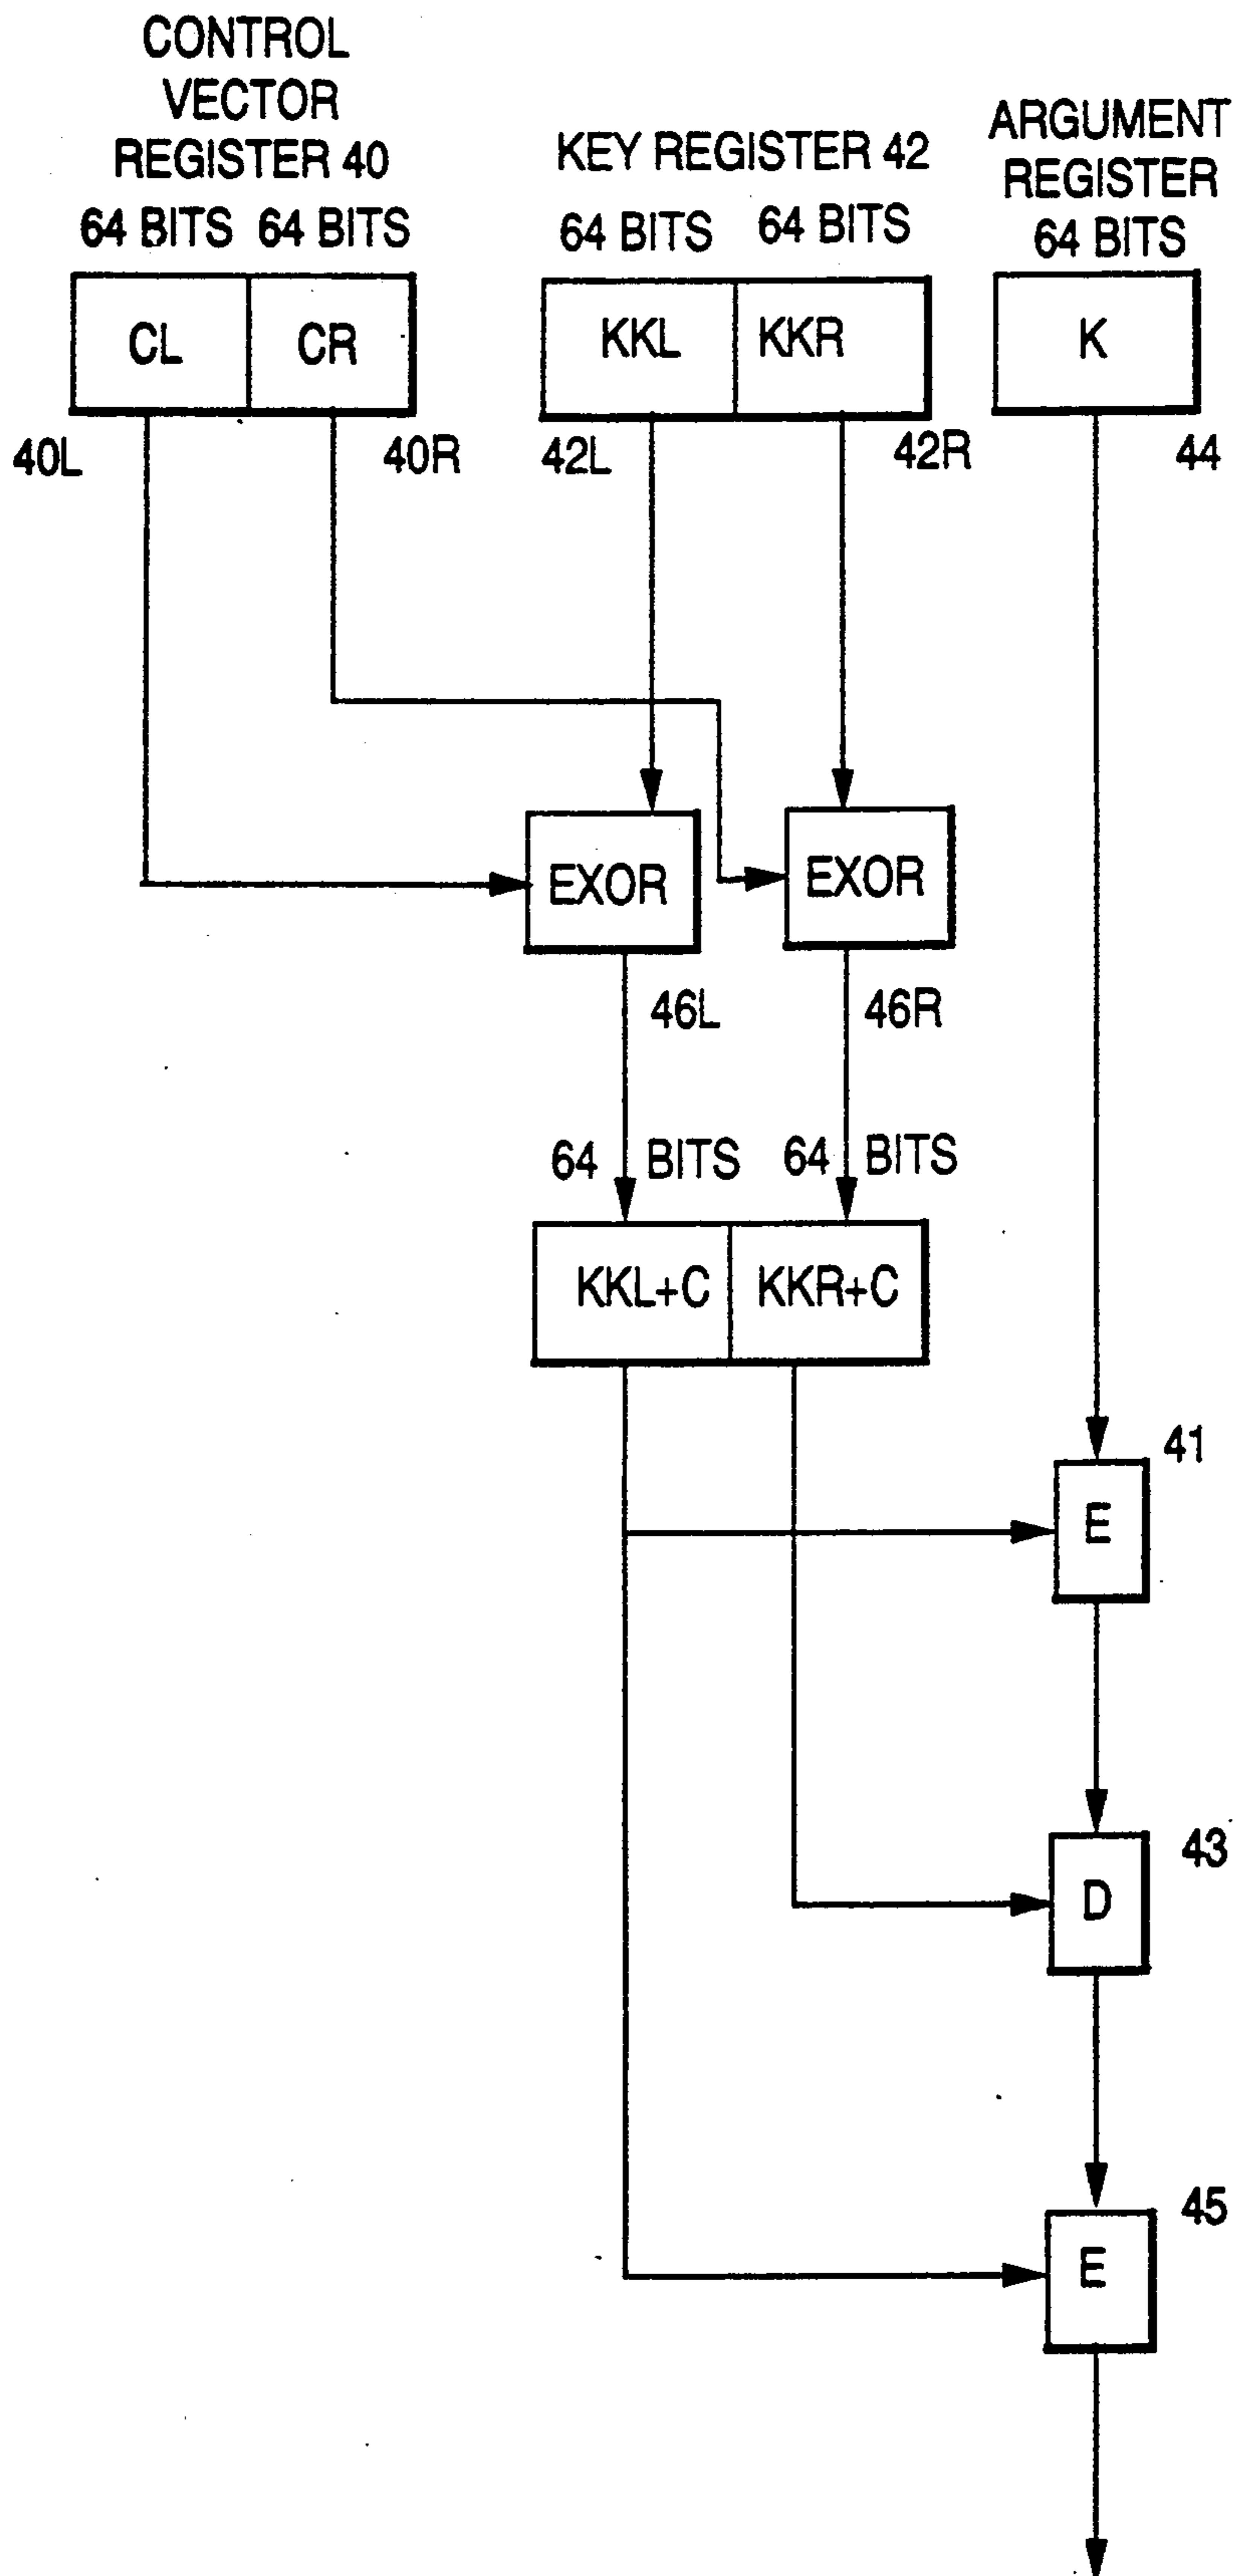 CONTROL
VECTOR
REGISTER 40
64 BITS 64 BITS
KEY REGISTER 42
64 BITS 64 BITS
ARGUMENT
REGISTER
64 BITS
CL CR
KKL KKR
K
40L 40R 42L 42R 44
EXOR EXOR
46L 46R
64 BITS 64 BITS
KKL+C KKR+C
41
E
43
D
45
E